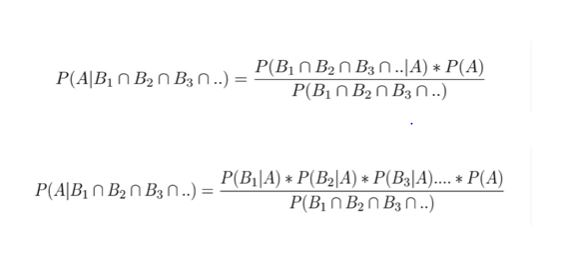 P(A|B₁ ∩ B₂ ∩ B₃ ∩ ..) = P(B₁ ∩ B₂ ∩ B₃ ∩ ..|A) ∗ P(A) / P(B₁ ∩ B₂ ∩ B₃ ∩ ..)
P(A|B₁ ∩ B₂ ∩ B₃ ∩ ..) = P(B₁|A) ∗ P(B₂|A) ∗ P(B₃|A).... ∗ P(A) / P(B₁ ∩ B₂ ∩ B₃ ∩ ..)